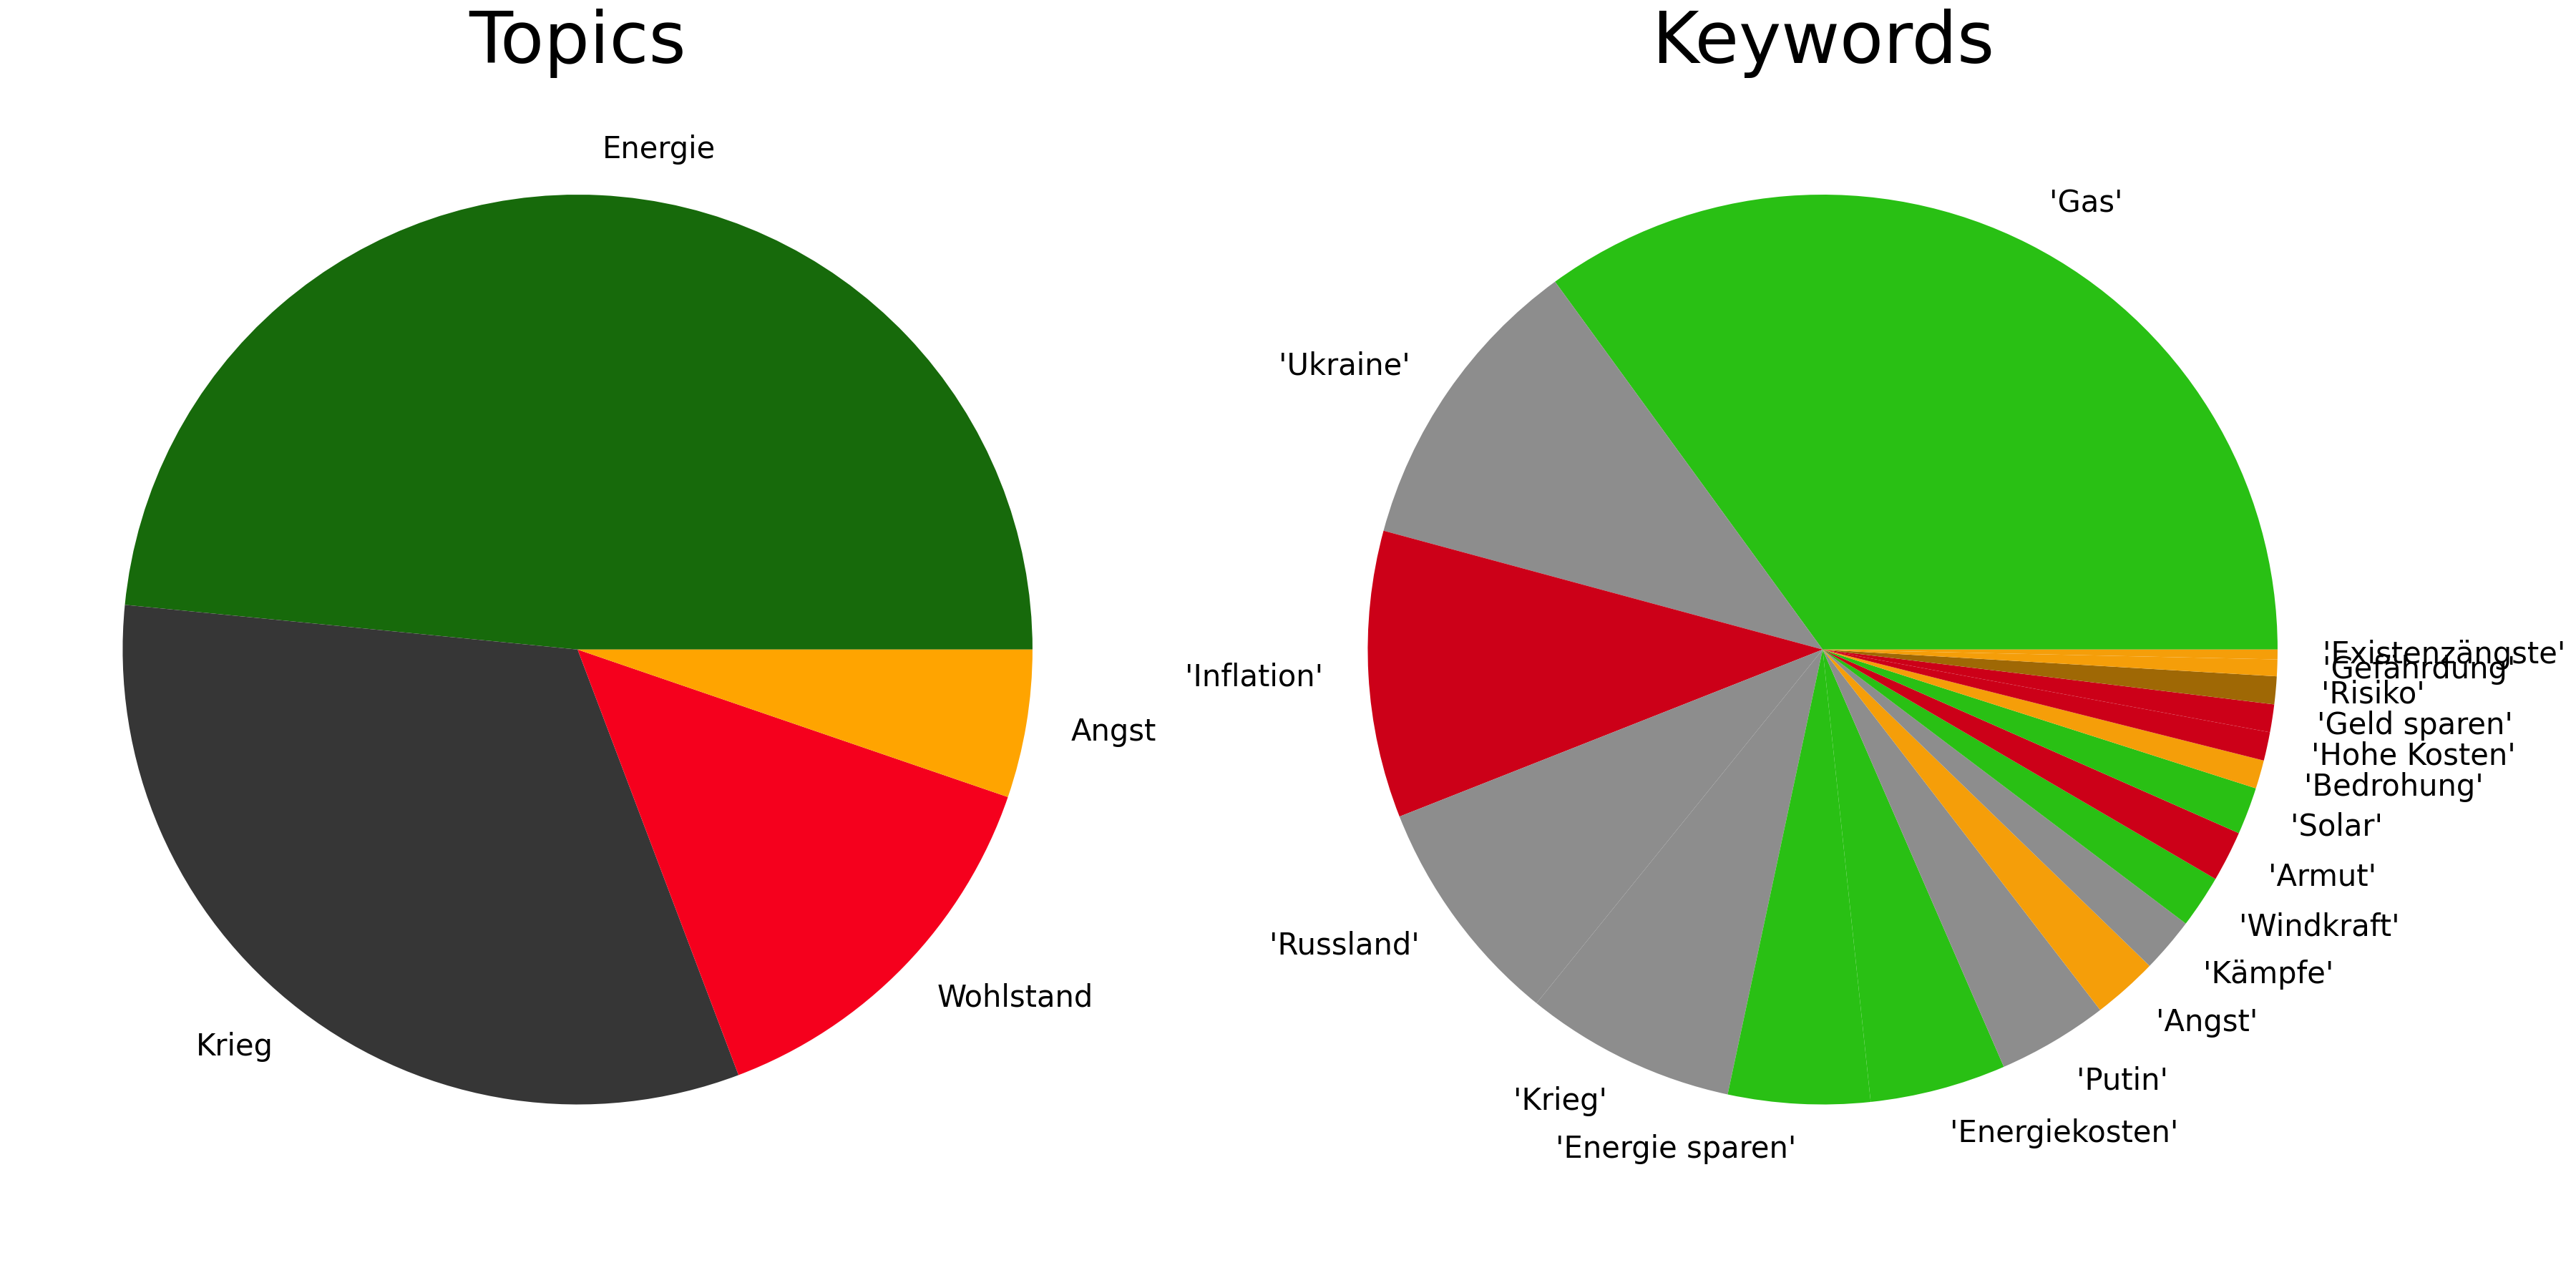 Topics
Energie
Krieg
Wohlstand
Angst
Keywords
'Gas'
'Ukraine'
'Inflation'
'Russland'
'Krieg'
'Energie sparen'
'Energiekosten'
'Putin'
'Angst'
'Kämpfe'
'Windkraft'
'Armut'
'Solar'
'Bedrohung'
'Hohe Kosten'
'Geld sparen'
'Risiko'
'Gefährdung'
'Existenzängste'